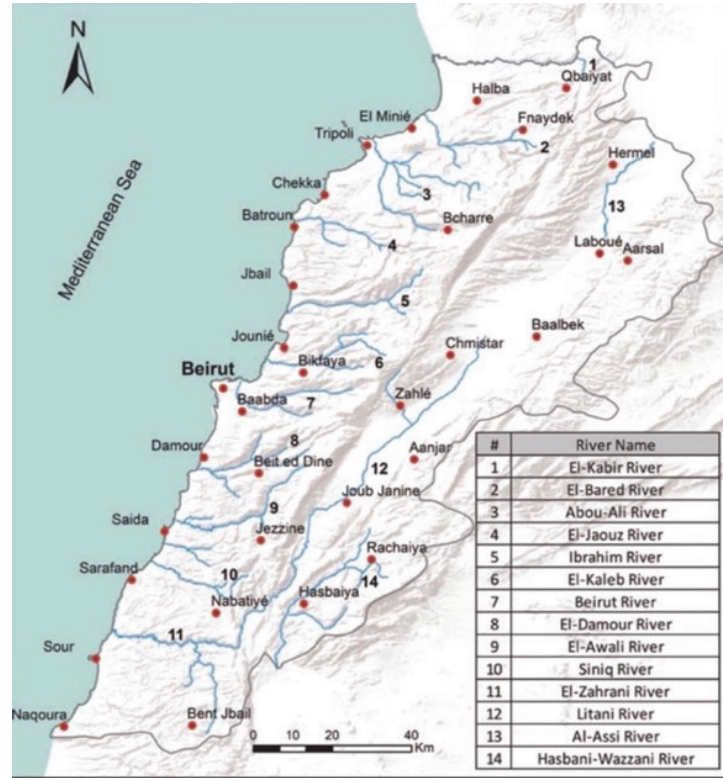 N
1
Qbaiyat
Halba
El Minié
Fnaydek
Tripoli
2
Hermel
Chekka
3
13
Batroun
Bcharre
4
Laboué
Aarsal
Mediterranean Sea
Jbail
5
Jounié
Baalbek
Chmistar
Bikfaya
6
Beirut
7
Zahlé
Baabda
8
Damour
Aanjar
Beit ed Dine
12
Joub Janine
9
Saida
Jezzine
Rachaiya
Sarafand
10
14
Nabatiyé
Hasbaiya
11
Sour
Naqoura
Bent Jbail
0 10 20 40
Km
# River Name
1 El-Kabir River
2 El-Bared River
3 Abou-Ali River
4 El-Jaouz River
5 Ibrahim River
6 El-Kaleb River
7 Beirut River
8 El-Damour River
9 El-Awali River
10 Siniq River
11 El-Zahrani River
12 Litani River
13 Al-Assi River
14 Hasbani-Wazzani River